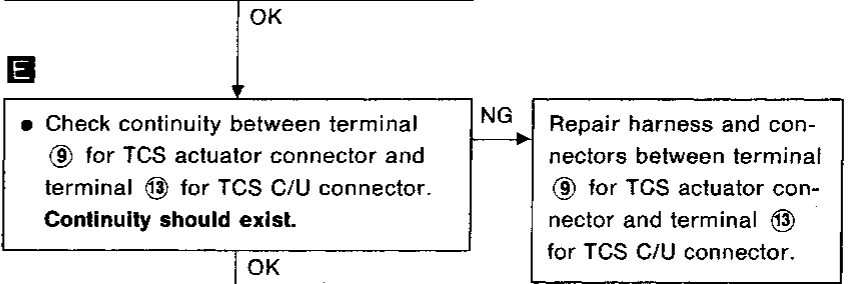 OK
E
● Check continuity between terminal
⑨ for TCS actuator connector and
terminal ⑬ for TCS C/U connector.
Continuity should exist.
NG
Repair harness and con-
nectors between terminal
⑨ for TCS actuator con-
nector and terminal ⑬
for TCS C/U connector.
OK